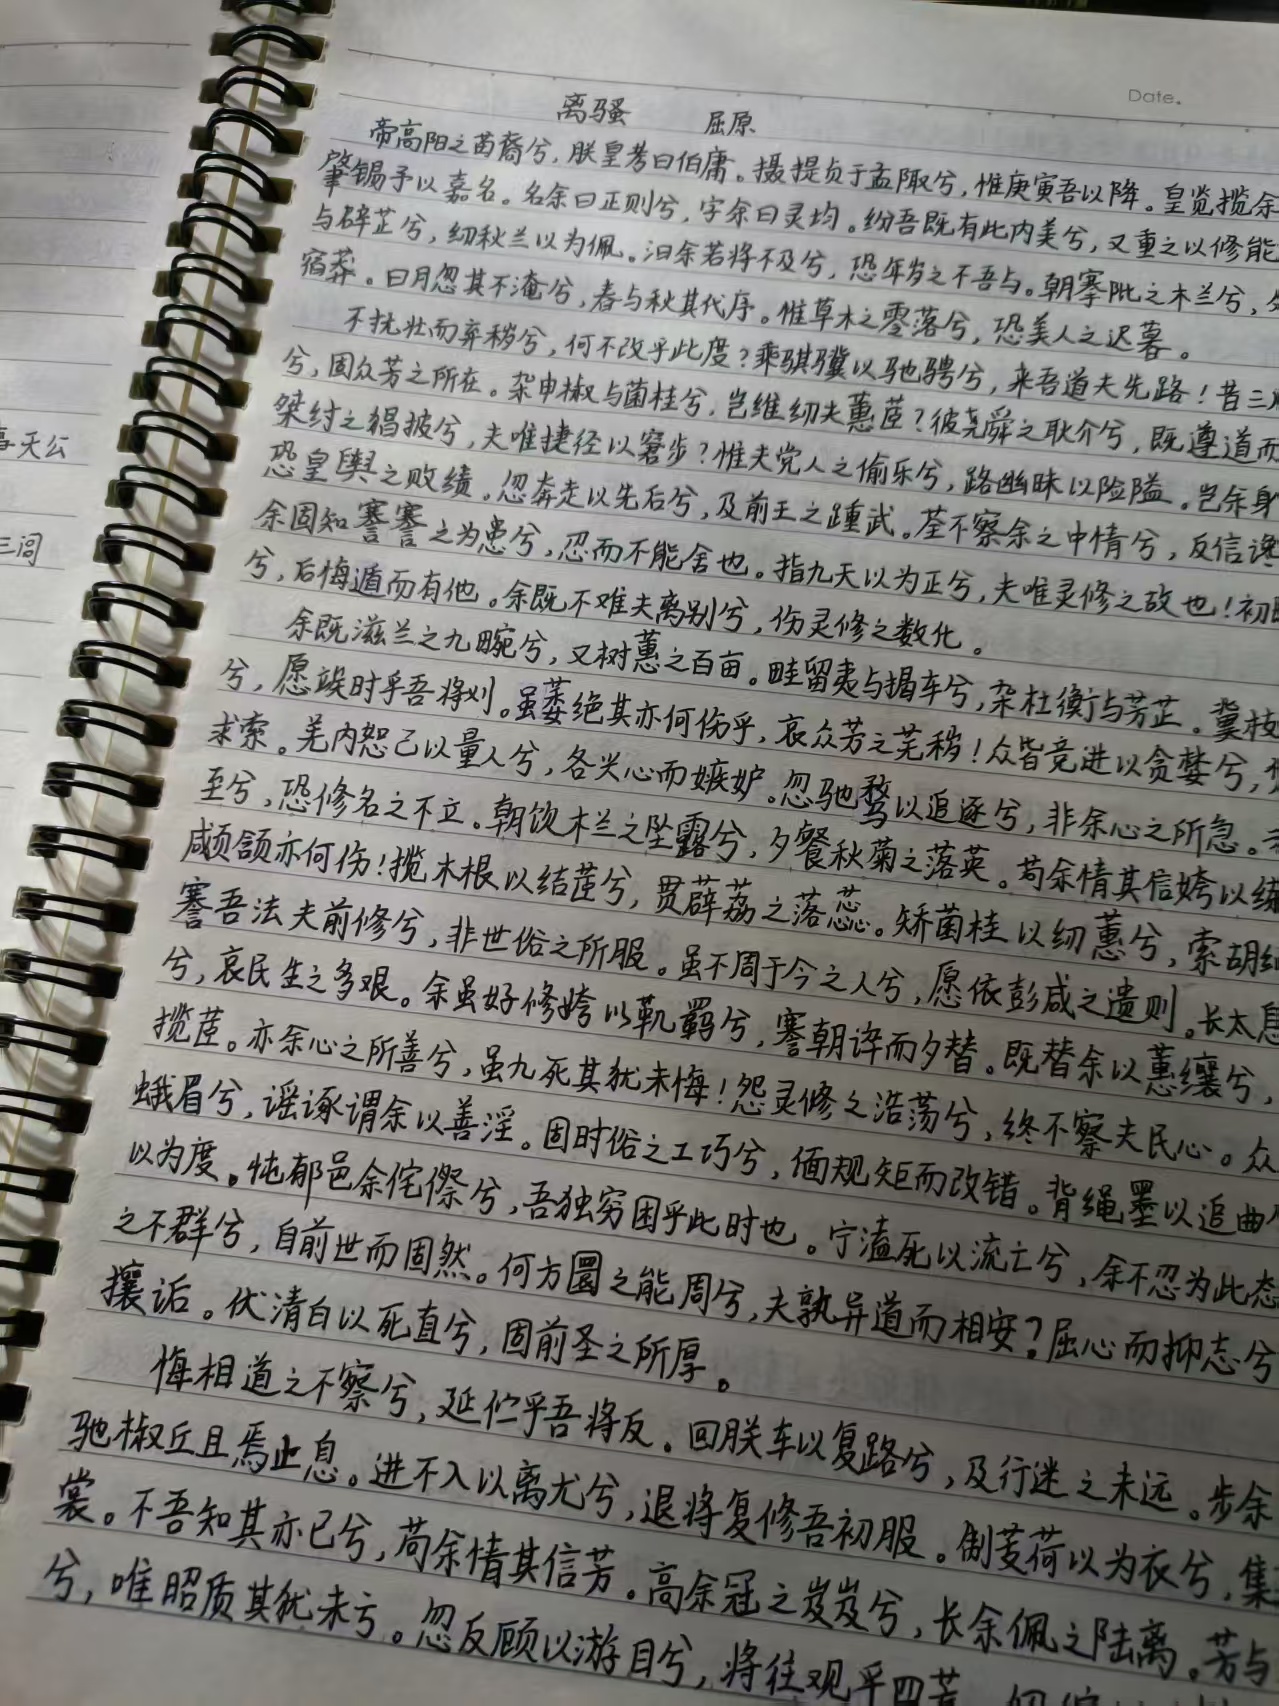 Date.
离骚 屈原
帝高阳之苗裔兮，朕皇考曰伯庸。摄提贞于孟陬兮，惟庚寅吾以降。皇览揽余
肇锡予以嘉名。名余曰正则兮，字余曰灵均。纷吾既有此内美兮，又重之以修能
与辟芷兮，纫秋兰以为佩。汩余若将不及兮，恐年岁之不吾与。朝搴阰之木兰兮，
宿莽。日月忽其不淹兮，春与秋其代序。惟草木之零落兮，恐美人之迟暮。
不抚壮而弃秽兮，何不改乎此度？乘骐骥以驰骋兮，来吾道夫先路！昔三
兮，固众芳之所在。杂申椒与菌桂兮，岂维纫夫蕙茝？彼尧舜之耿介兮，既遵道而
桀纣之猖披兮，夫唯捷径以窘步？惟夫党人之偷乐兮，路幽昧以险隘。岂余身
恐皇舆之败绩。忽奔走以先后兮，及前王之踵武。荃不察余之中情兮，反信谗
余固知謇謇之为患兮，忍而不能舍也。指九天以为正兮，夫唯灵修之故也！初
兮，后悔遁而有他。余既不难夫离别兮，伤灵修之数化。
余既滋兰之九畹兮，又树蕙之百亩。畦留夷与揭车兮，杂杜衡与芳芷。冀枝
兮，愿竢时乎吾将刈。虽萎绝其亦何伤乎，哀众芳之芜秽！众皆竞进以贪婪兮，
求索。羌内恕己以量人兮，各兴心而嫉妒。忽驰骛以追逐兮，非余心之所急。
至兮，恐修名之不立。朝饮木兰之坠露兮，夕餐秋菊之落英。苟余情其信姱以练
顑颔亦何伤！揽木根以结茝兮，贯薜荔之落蕊。矫菌桂以纫蕙兮，索胡绳
謇吾法夫前修兮，非世俗之所服。虽不周于今之人兮，愿依彭咸之遗则。长太息
兮，哀民生之多艰。余虽好修姱以鞿羁兮，謇朝谇而夕替。既替余以蕙纕兮，
揽茝。亦余心之所善兮，虽九死其犹未悔！怨灵修之浩荡兮，终不察夫民心。众
蛾眉兮，谣诼谓余以善淫。固时俗之工巧兮，偭规矩而改错。背绳墨以追曲
以为度。忳郁邑余侘傺兮，吾独穷困乎此时也。宁溘死以流亡兮，余不忍为此态
之不群兮，自前世而固然。何方圜之能周兮，夫孰异道而相安？屈心而抑志兮
攘诟。伏清白以死直兮，固前圣之所厚。
悔相道之不察兮，延伫乎吾将反。回朕车以复路兮，及行迷之未远。步余
驰椒丘且焉止息。进不入以离尤兮，退将复修吾初服。制芰荷以为衣兮，集
裳。不吾知其亦已兮，苟余情其信芳。高余冠之岌岌兮，长余佩之陆离。芳与
兮，唯昭质其犹未亏。忽反顾以游目兮，将往观乎四荒
天公
三闾